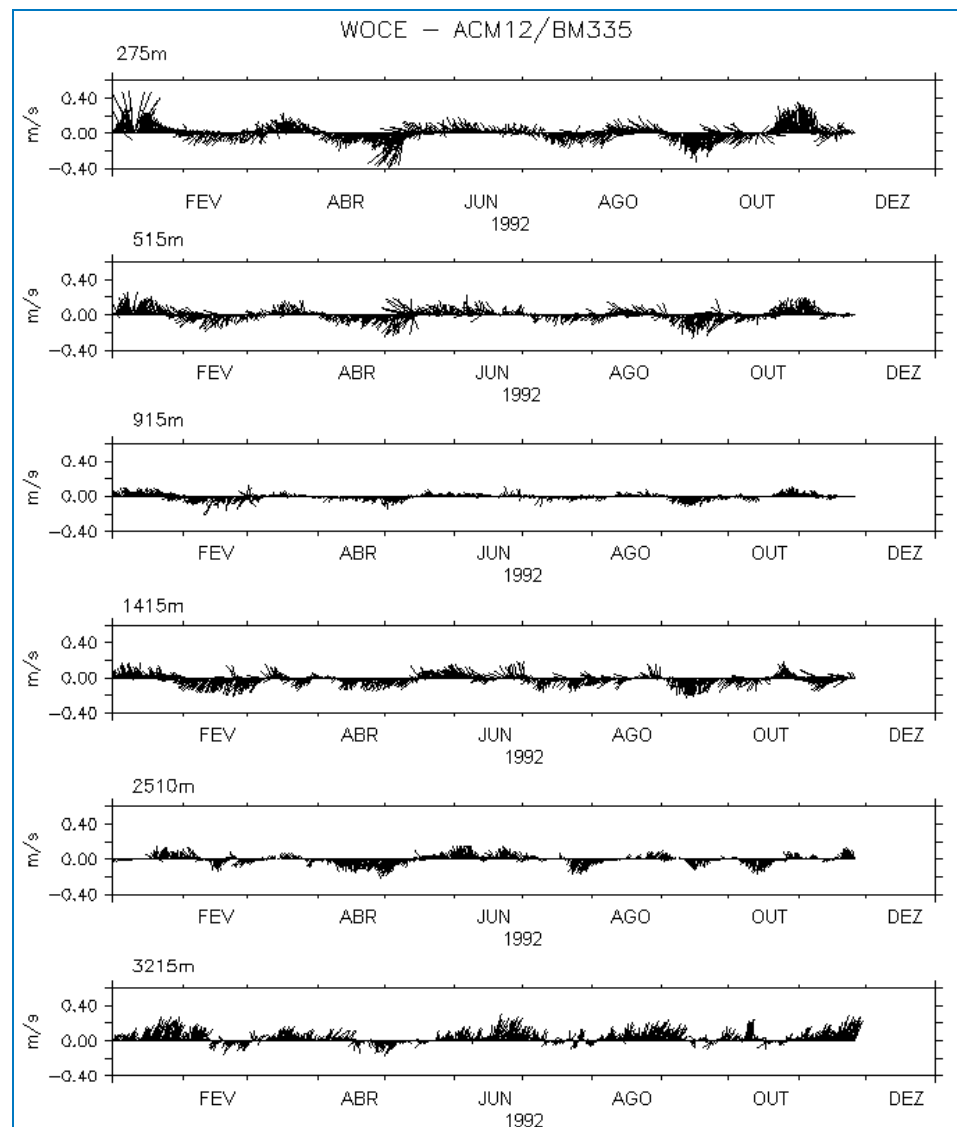 WOCE – ACM12/BM335
275m
m/s
0.40
0.00
−0.40
FEV ABR JUN AGO OUT DEZ
1992
515m
m/s
0.40
0.00
−0.40
FEV ABR JUN AGO OUT DEZ
1992
915m
m/s
0.40
0.00
−0.40
FEV ABR JUN AGO OUT DEZ
1992
1415m
m/s
0.40
0.00
−0.40
FEV ABR JUN AGO OUT DEZ
1992
2510m
m/s
0.40
0.00
−0.40
FEV ABR JUN AGO OUT DEZ
1992
3215m
m/s
0.40
0.00
−0.40
FEV ABR JUN AGO OUT DEZ
1992